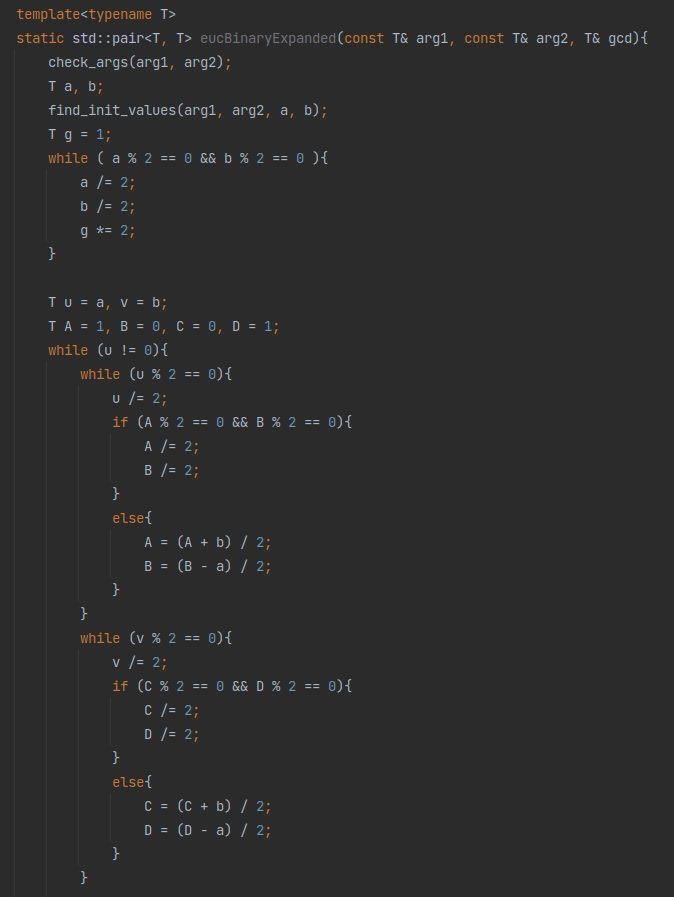 template<typename T>
static std::pair<T, T> eucBinaryExpanded(const T& arg1, const T& arg2, T& gcd){
    check_args(arg1, arg2);
    T a, b;
    find_init_values(arg1, arg2, a, b);
    T g = 1;
    while ( a % 2 == 0 && b % 2 == 0 ){
        a /= 2;
        b /= 2;
        g *= 2;
    }

    T u = a, v = b;
    T A = 1, B = 0, C = 0, D = 1;
    while (u != 0){
        while (u % 2 == 0){
            u /= 2;
            if (A % 2 == 0 && B % 2 == 0){
                A /= 2;
                B /= 2;
            }
            else{
                A = (A + b) / 2;
                B = (B - a) / 2;
            }
        }
        while (v % 2 == 0){
            v /= 2;
            if (C % 2 == 0 && D % 2 == 0){
                C /= 2;
                D /= 2;
            }
            else{
                C = (C + b) / 2;
                D = (D - a) / 2;
            }
        }